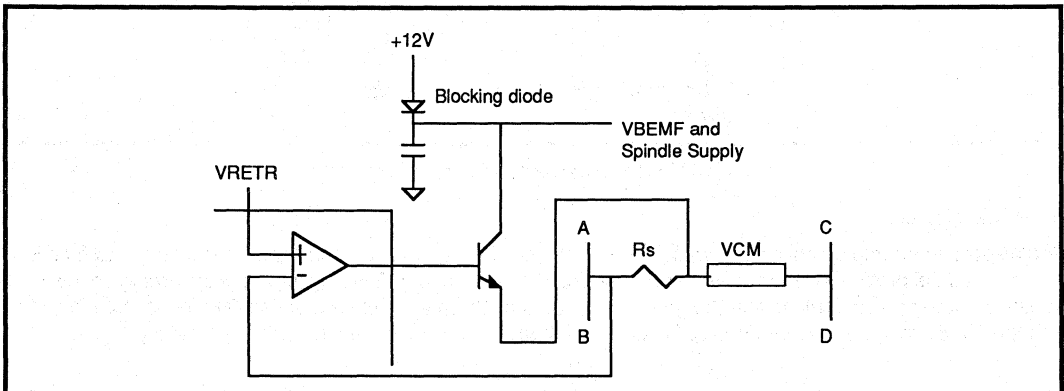 +12V
Blocking diode
VBEMF and
Spindle Supply
VRETR
+
-
A
Rs
VCM
C
B
D